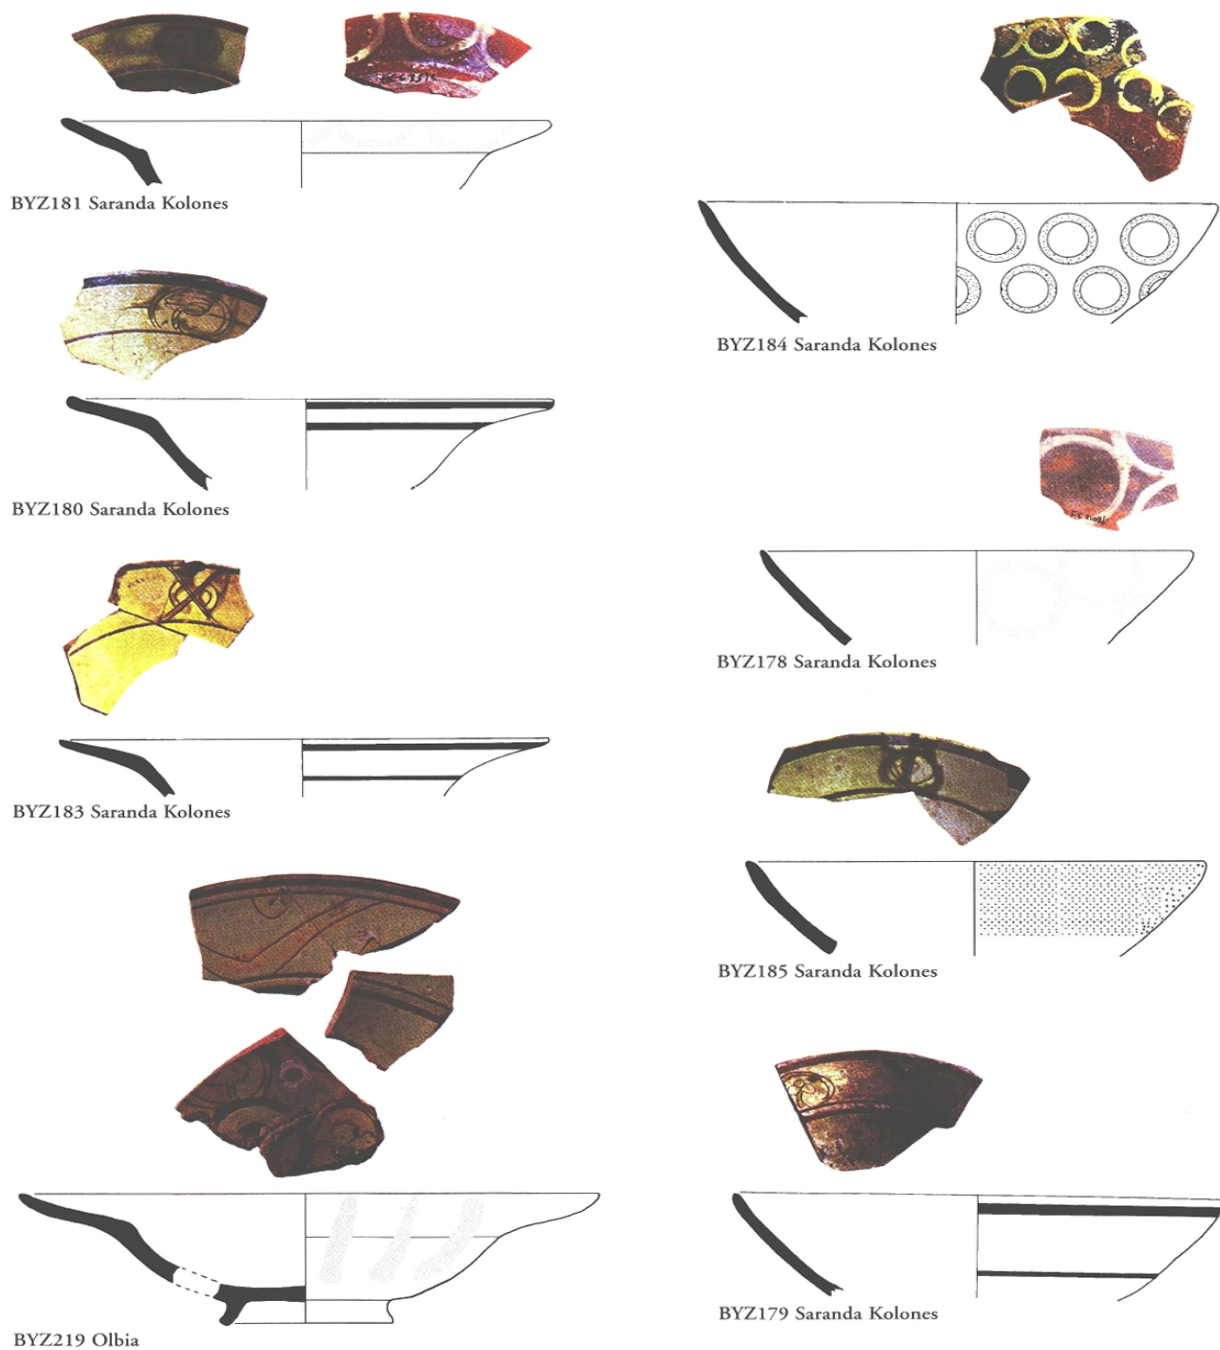 BYZ181 Saranda Kolones
BYZ180 Saranda Kolones
BYZ183 Saranda Kolones
BYZ219 Olbia
BYZ184 Saranda Kolones
BYZ178 Saranda Kolones
BYZ185 Saranda Kolones
BYZ179 Saranda Kolones